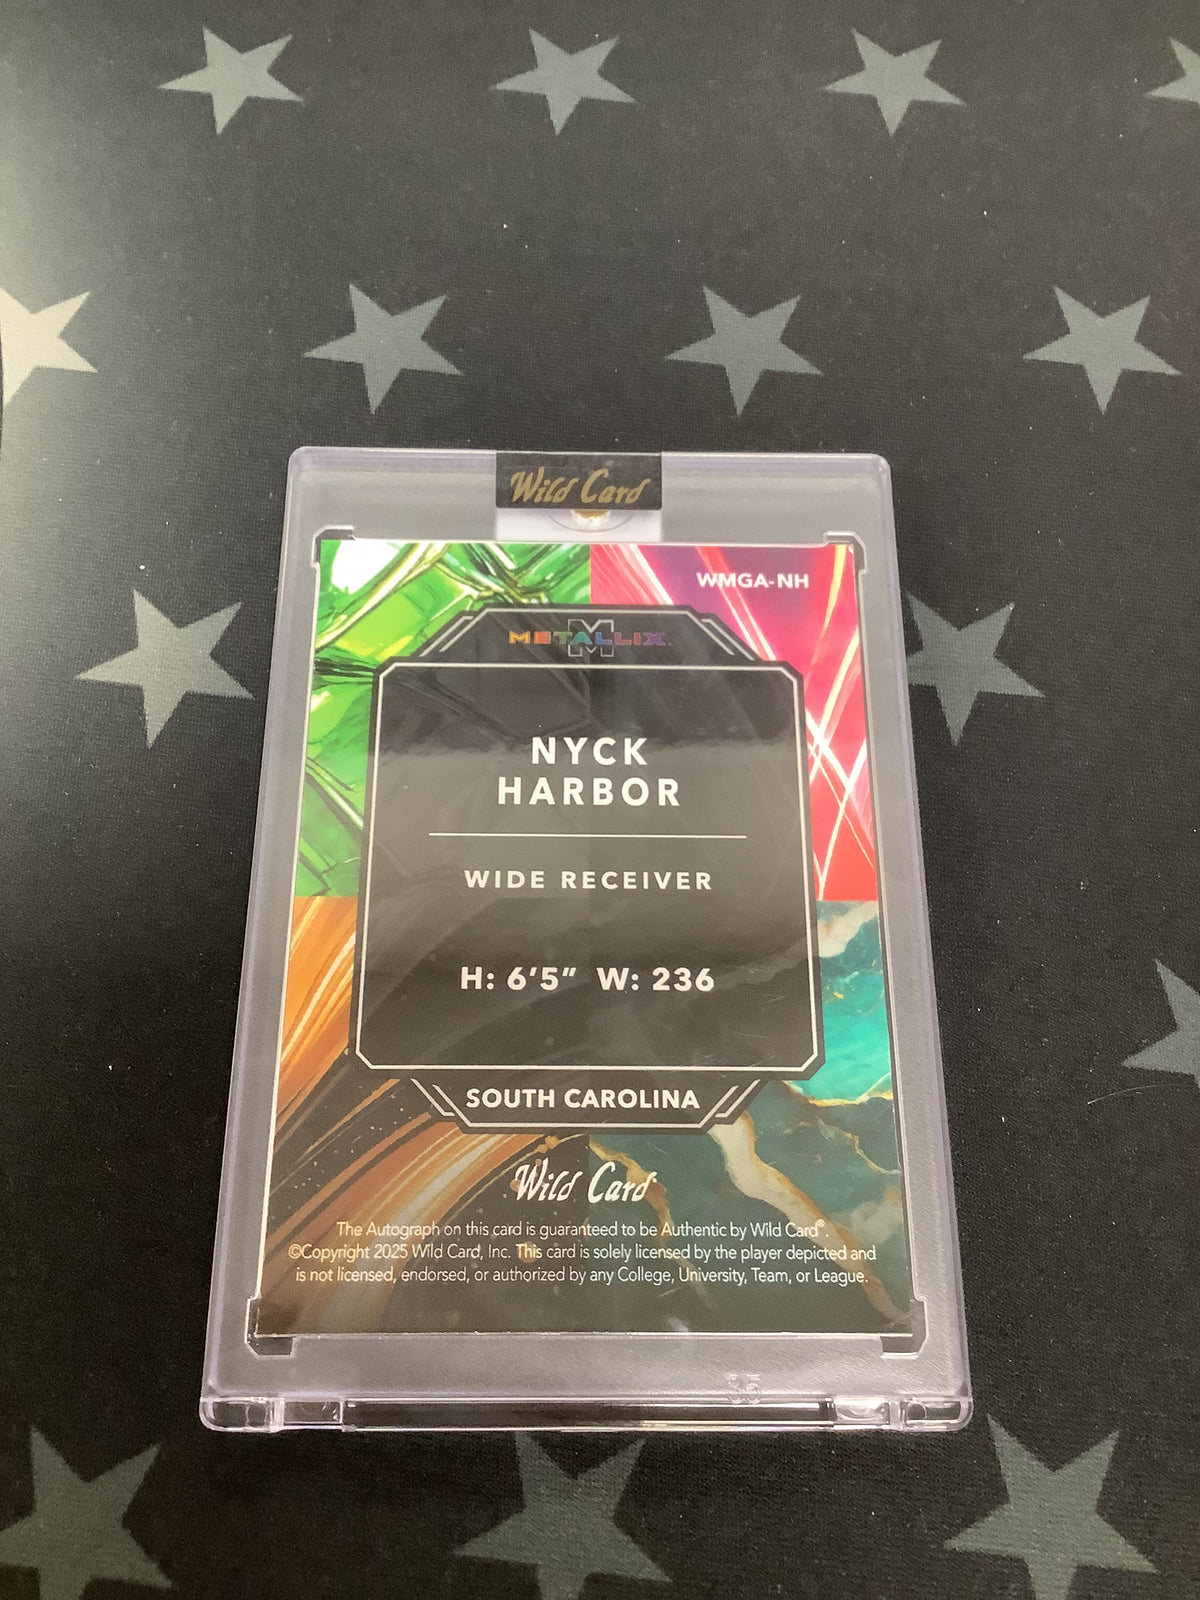 Wild Card
WMGA-NH
METALLIX
NYCK
HARBOR
WIDE RECEIVER
H: 6'5" W: 236
SOUTH CAROLINA
Wild Card
The Autograph on this card is guaranteed to be Authentic by Wild Card®.
©Copyright 2025 Wild Card, Inc. This card is solely licensed by the player depicted and
is not licensed, endorsed, or authorized by any College, University, Team, or League.
35